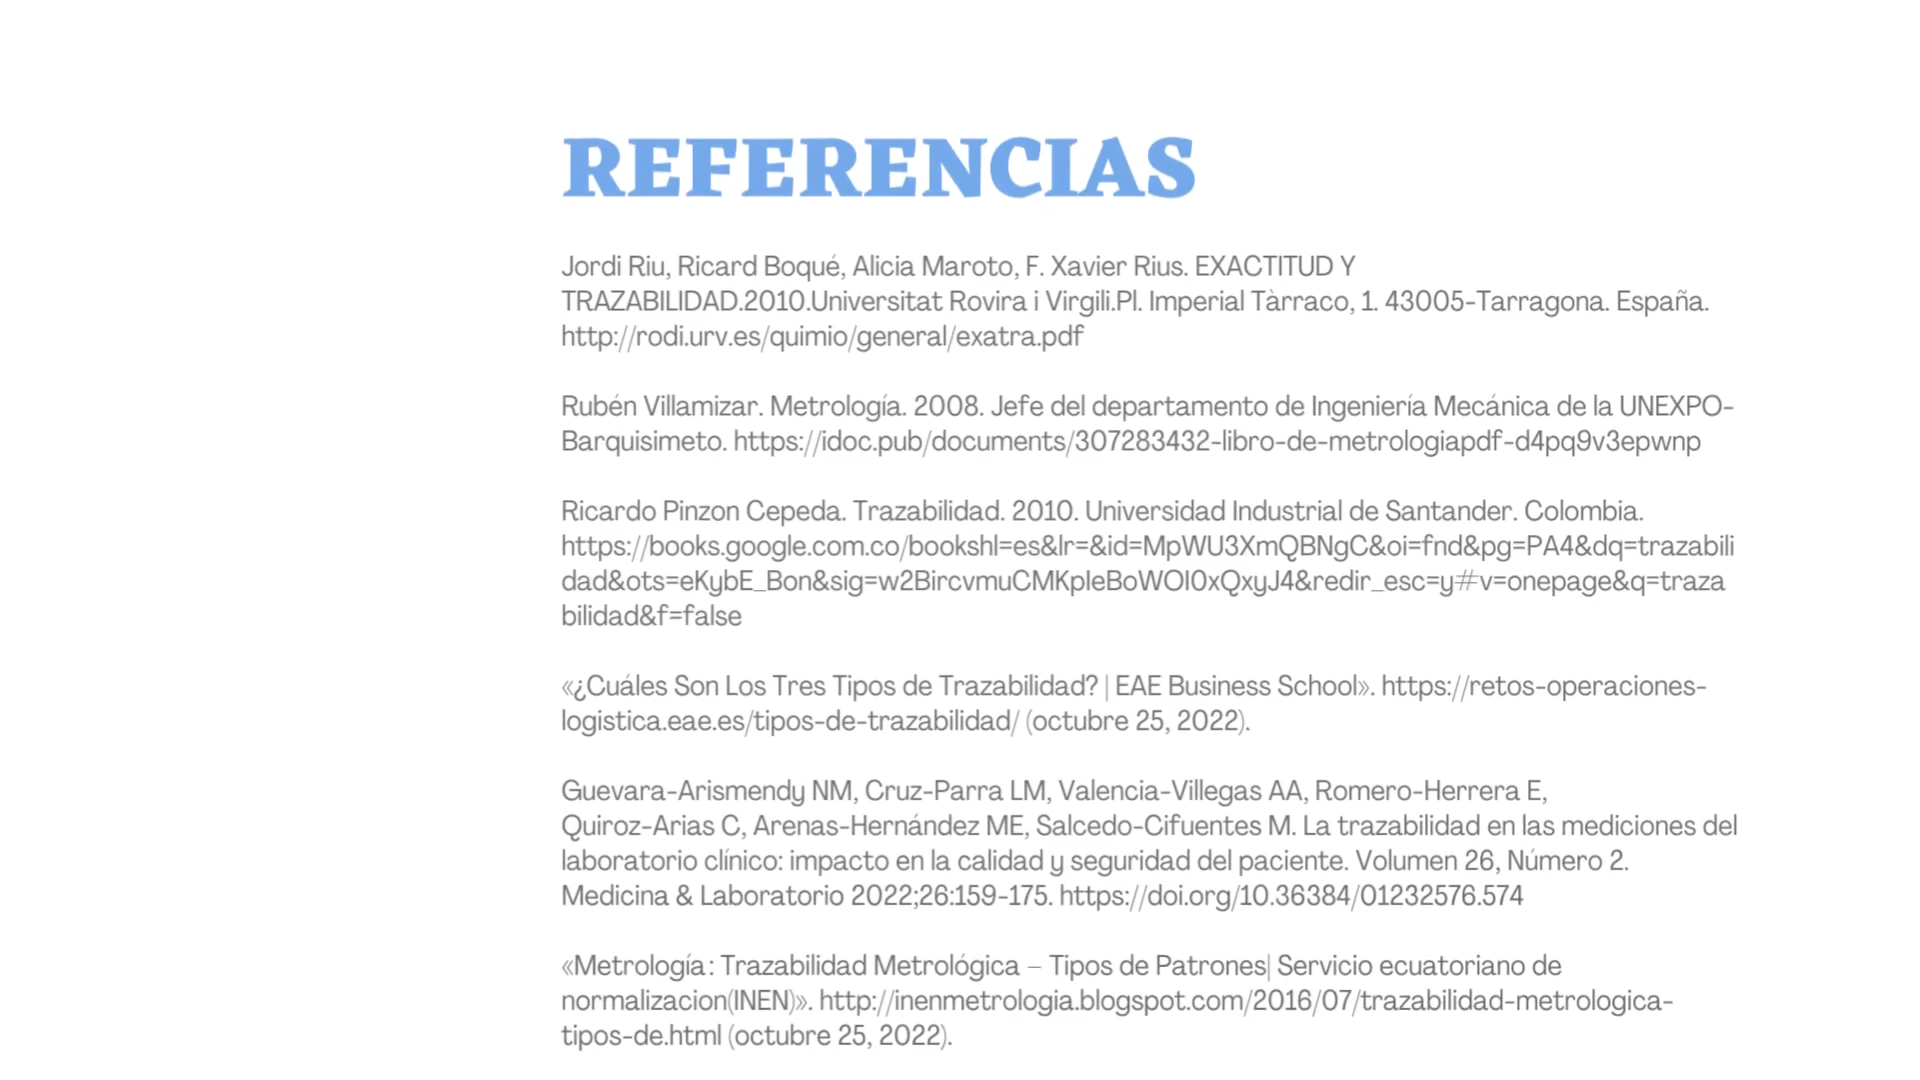 REFERENCIAS
Jordi Riu, Ricard Boqué, Alicia Maroto, F. Xavier Rius. EXACTITUD Y
TRAZABILIDAD.2010.Universitat Rovira i Virgili.Pl. Imperial Tàrraco, 1. 43005-Tarragona. España.
http://rodi.urv.es/quimio/general/exatra.pdf
Rubén Villamizar. Metrología. 2008. Jefe del departamento de Ingeniería Mecánica de la UNEXPO-
Barquisimeto. https://idoc.pub/documents/307283432-libro-de-metrologiapdf-d4pq9v3epwnp
Ricardo Pinzon Cepeda. Trazabilidad. 2010. Universidad Industrial de Santander. Colombia.
https://books.google.com.co/bookshl=es&lr=&id=MpWU3XmQBNgC&oi=fnd&pg=PA4&dq=trazabili
dad&ots=eKybE_Bon&sig=w2BircvmuCMKpIeBoWOl0xQxyJ4&redir_esc=y#v=onepage&q=traza
bilidad&f=false
«¿Cuáles Son Los Tres Tipos de Trazabilidad? | EAE Business School». https://retos-operaciones-
logistica.eae.es/tipos-de-trazabilidad/ (octubre 25, 2022).
Guevara-Arismendy NM, Cruz-Parra LM, Valencia-Villegas AA, Romero-Herrera E,
Quiroz-Arias C, Arenas-Hernández ME, Salcedo-Cifuentes M. La trazabilidad en las mediciones del
laboratorio clínico: impacto en la calidad y seguridad del paciente. Volumen 26, Número 2.
Medicina & Laboratorio 2022;26:159-175. https://doi.org/10.36384/01232576.574
«Metrología: Trazabilidad Metrológica – Tipos de Patrones| Servicio ecuatoriano de
normalizacion(INEN)». http://inenmetrologia.blogspot.com/2016/07/trazabilidad-metrologica-
tipos-de.html (octubre 25, 2022).